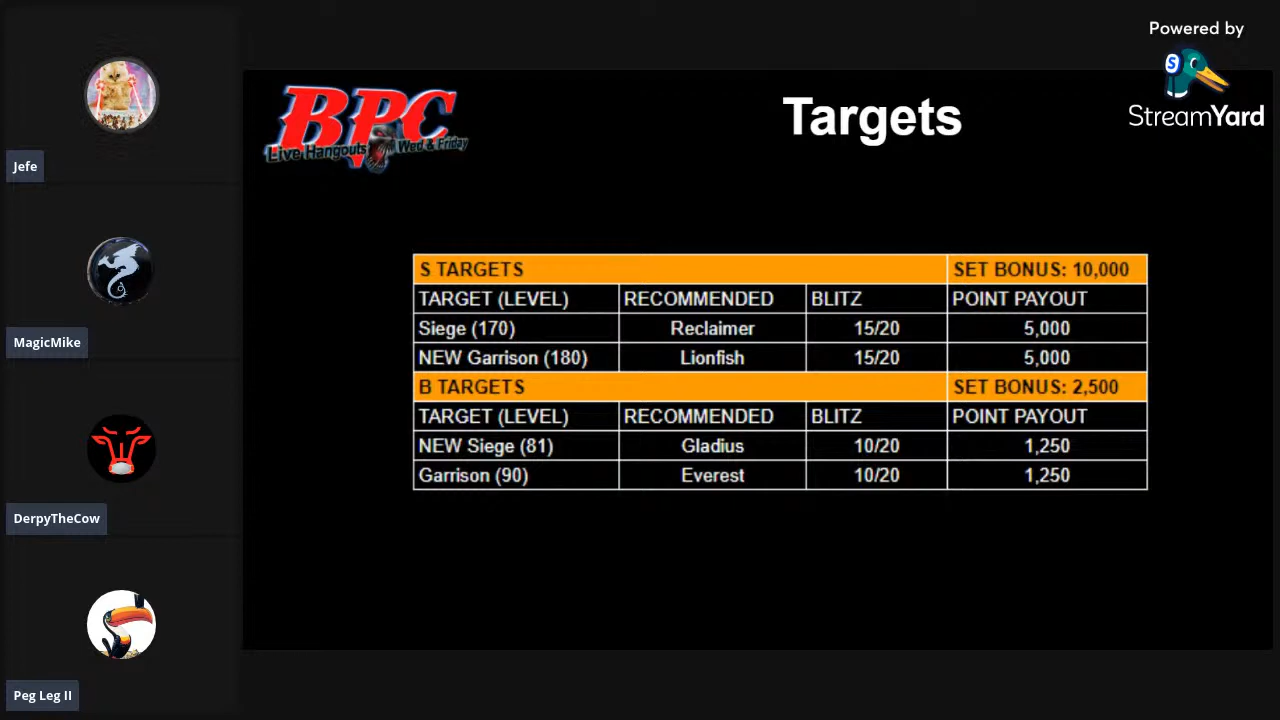 Powered by
StreamYard
Jefe
MagicMike
DerpyTheCow
Peg Leg II
BPC
Live Hangouts Wed & Friday
Targets
S TARGETS SET BONUS: 10,000
TARGET (LEVEL) RECOMMENDED BLITZ POINT PAYOUT
Siege (170) Reclaimer 15/20 5,000
NEW Garrison (180) Lionfish 15/20 5,000
B TARGETS SET BONUS: 2,500
TARGET (LEVEL) RECOMMENDED BLITZ POINT PAYOUT
NEW Siege (81) Gladius 10/20 1,250
Garrison (90) Everest 10/20 1,250